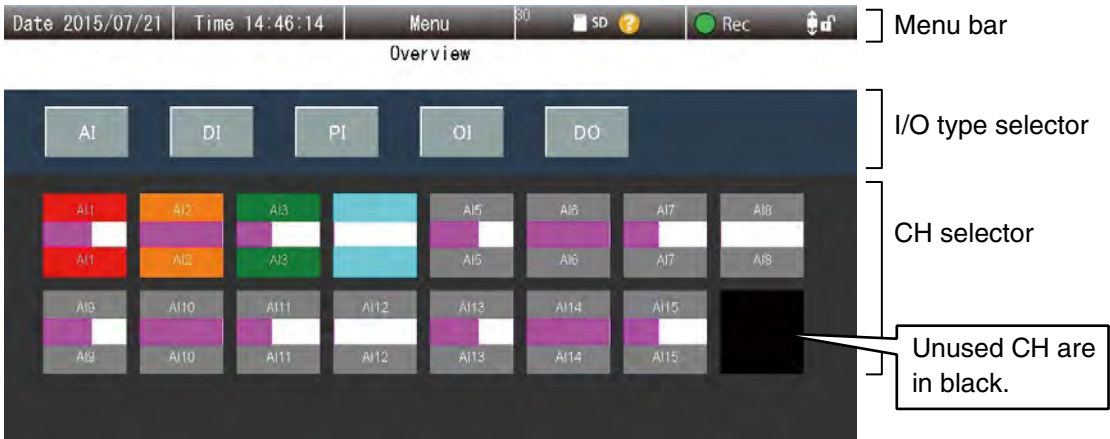 Date 2015/07/21 Time 14:46:14 Menu 80 SD ? Rec
Menu bar
Overview
AI DI PI OI DO
I/O type selector
AI1 AI2 AI3 AI5 AI6 AI7 AI8
AI1 AI2 AI3 AI5 AI6 AI7 AI8
CH selector
AI9 AI10 AI11 AI12 AI13 AI14 AI15
AI9 AI10 AI11 AI12 AI13 AI14 AI15
Unused CH are
in black.